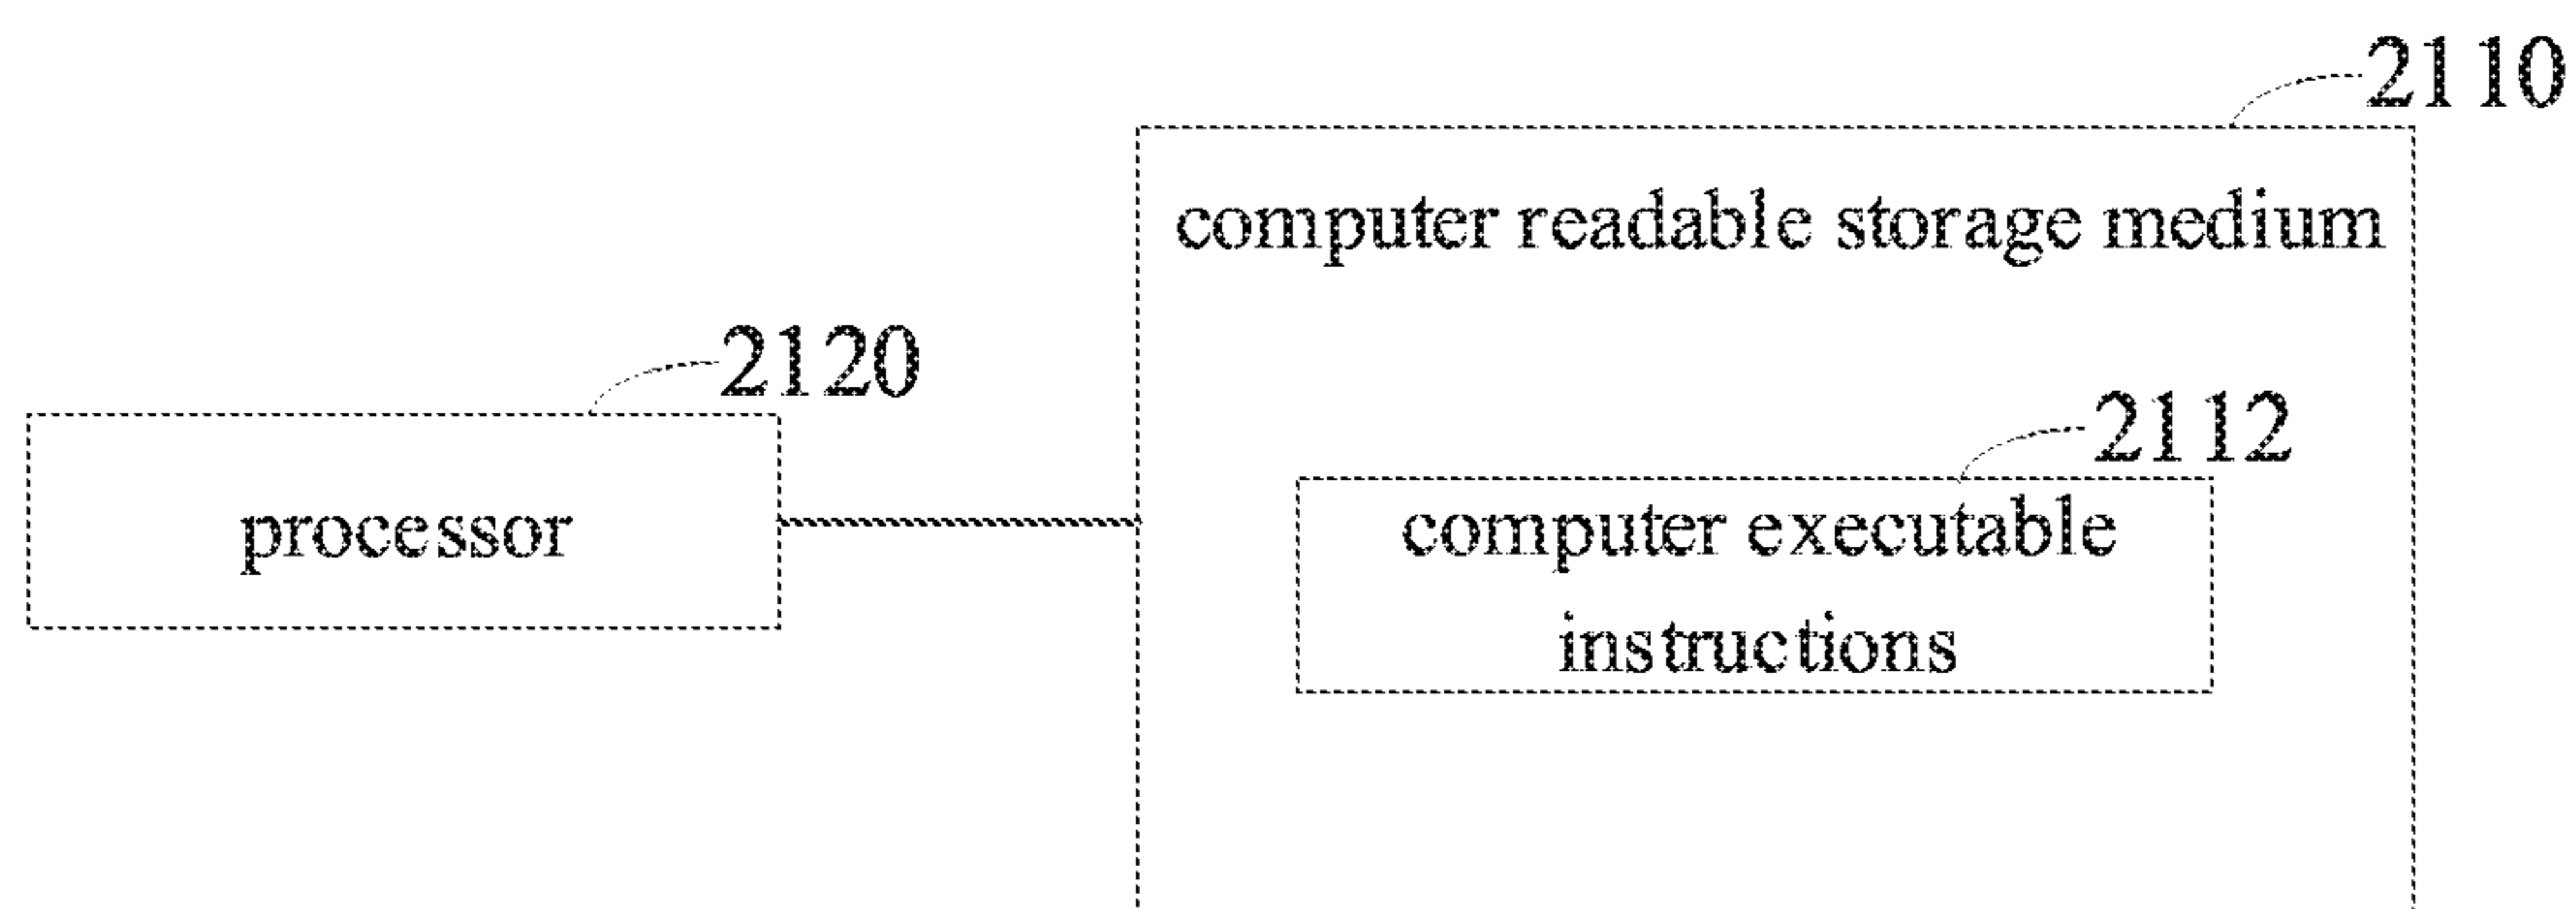 2110
computer readable storage medium
2120
2112
processor
computer executable
instructions